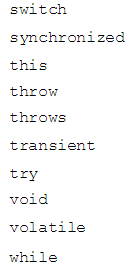 switch
synchronized
this
throw
throws
transient
try
void
volatile
while